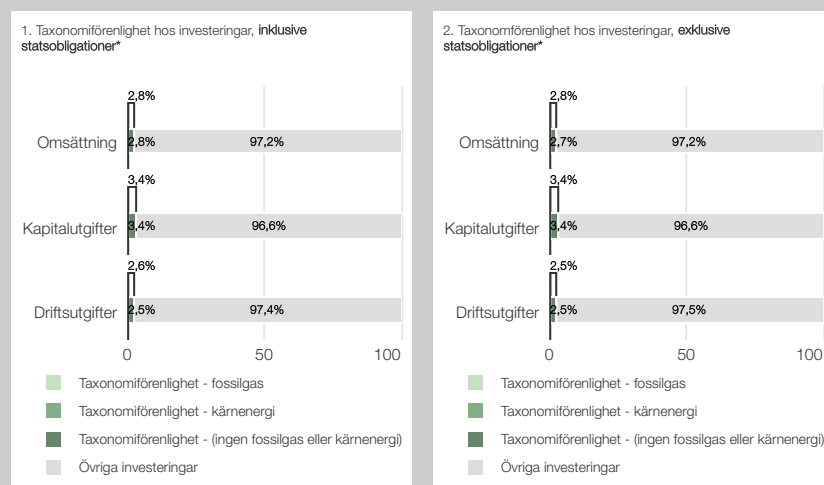 1. Taxonomiförenlighet hos investeringar, inklusive
statsobligationer*
2,8%
Omsättning 2,8% 97,2%
3,4%
Kapitalutgifter 3,4% 96,6%
2,6%
Driftsutgifter 2,5% 97,4%
0 50 100
Taxonomiförenlighet - fossilgas
Taxonomiförenlighet - kärnenergi
Taxonomiförenlighet - (ingen fossilgas eller kärnenergi)
Övriga investeringar
2. Taxonomförenlighet hos investeringar, exklusive
statsobligationer*
2,8%
Omsättning 2,7% 97,2%
3,4%
Kapitalutgifter 3,4% 96,6%
2,5%
Driftsutgifter 2,5% 97,5%
0 50 100
Taxonomiförenlighet - fossilgas
Taxonomiförenlighet - kärnenergi
Taxonomiförenlighet - (ingen fossilgas eller kärnenergi)
Övriga investeringar